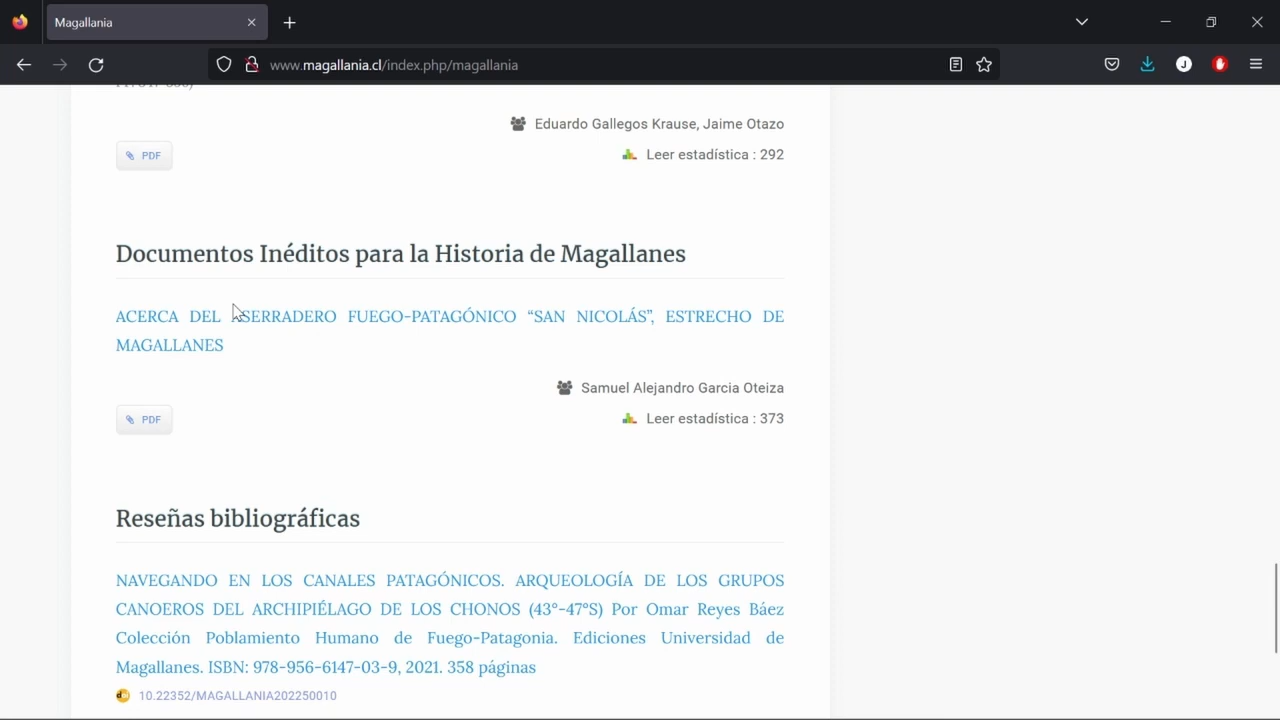 Magallania
www.magallania.cl/index.php/magallania
Eduardo Gallegos Krause, Jaime Otazo
PDF
Leer estadística : 292
Documentos Inéditos para la Historia de Magallanes
ACERCA DEL ASERRADERO FUEGO-PATAGÓNICO “SAN NICOLÁS”, ESTRECHO DE
MAGALLANES
Samuel Alejandro Garcia Oteiza
PDF
Leer estadística : 373
Reseñas bibliográficas
NAVEGANDO EN LOS CANALES PATAGÓNICOS. ARQUEOLOGÍA DE LOS GRUPOS
CANOEROS DEL ARCHIPIÉLAGO DE LOS CHONOS (43°-47°S) Por Omar Reyes Báez
Colección Poblamiento Humano de Fuego-Patagonia. Ediciones Universidad de
Magallanes. ISBN: 978-956-6147-03-9, 2021. 358 páginas
10.22352/MAGALLANIA202250010